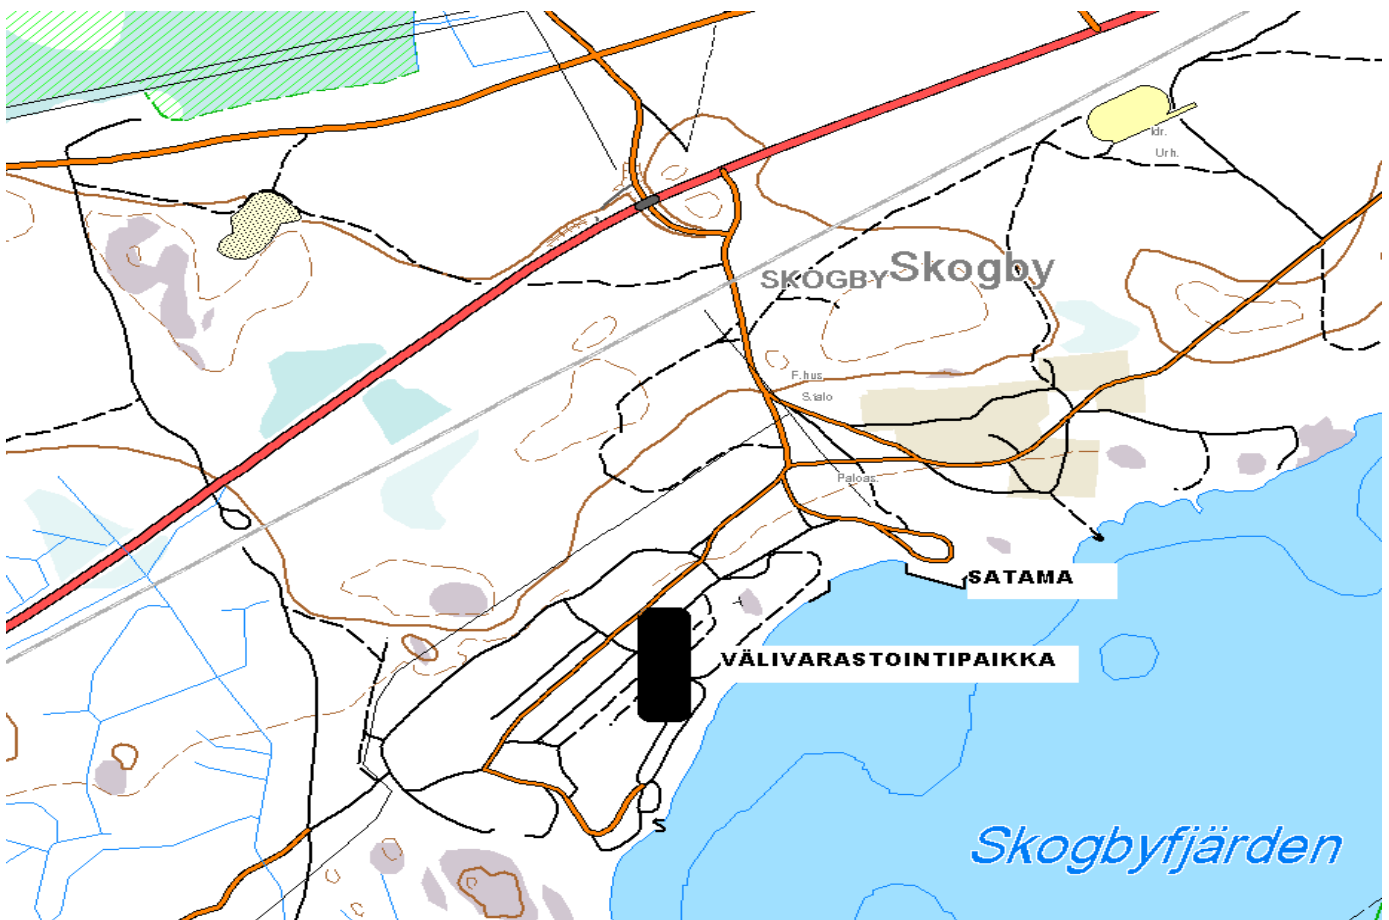 Idr.
Urh.
SKOGBY Skogby
F.hus
S.talo
Paloas.
SATAMA
VÄLIVARASTOINTIPAIKKA
Skogbyfjärden